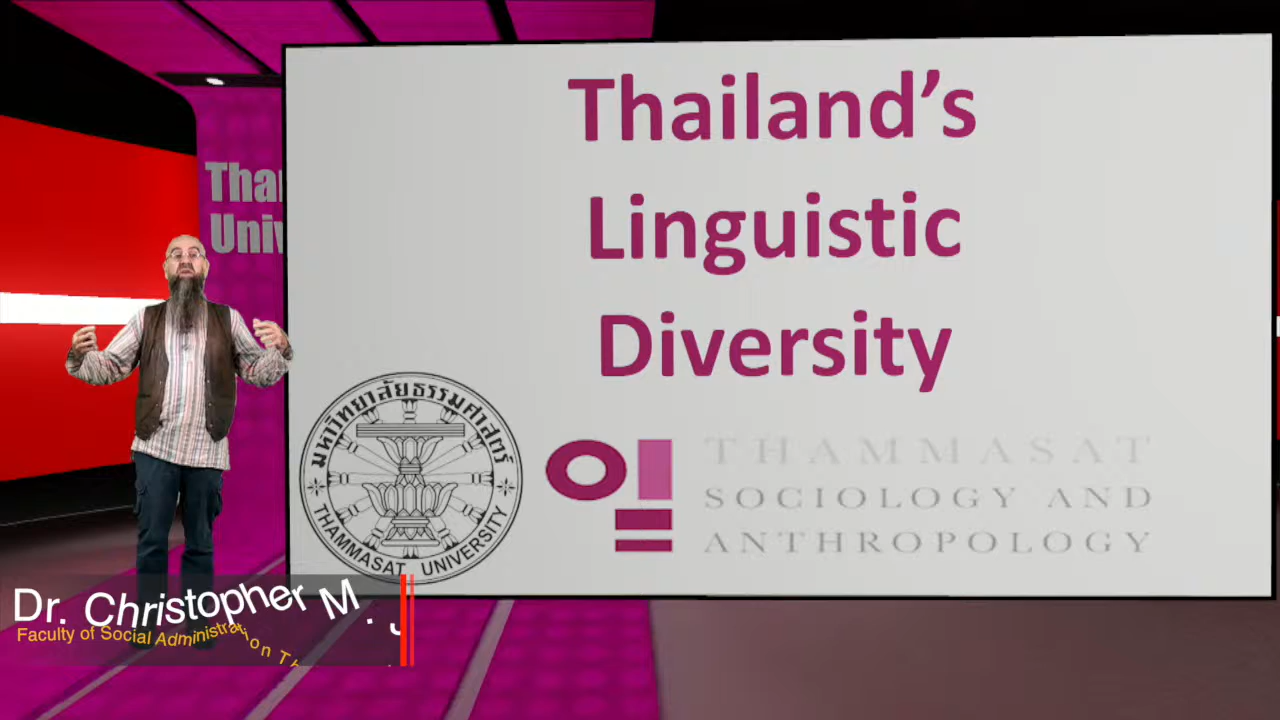 Thailand's
Linguistic
Diversity
มหาวิทยาลัยธรรมศาสตร์
THAMMASAT UNIVERSITY
THAMMASAT
SOCIOLOGY AND
ANTHROPOLOGY
Dr. Christopher M. J
Faculty of Social Administration Th